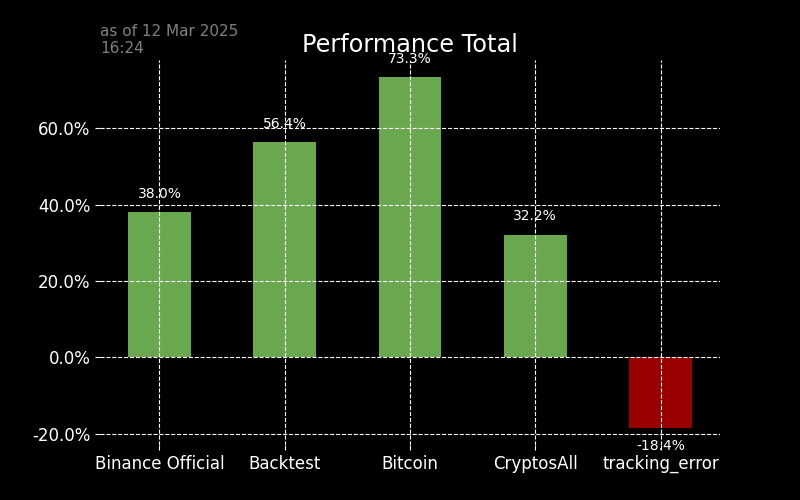 as of 12 Mar 2025
16:24
Performance Total
73.3%
60.0%
56.4%
40.0%
38.0%
32.2%
20.0%
0.0%
-20.0%
-18.4%
Binance Official
Backtest
Bitcoin
CryptosAll
tracking_error